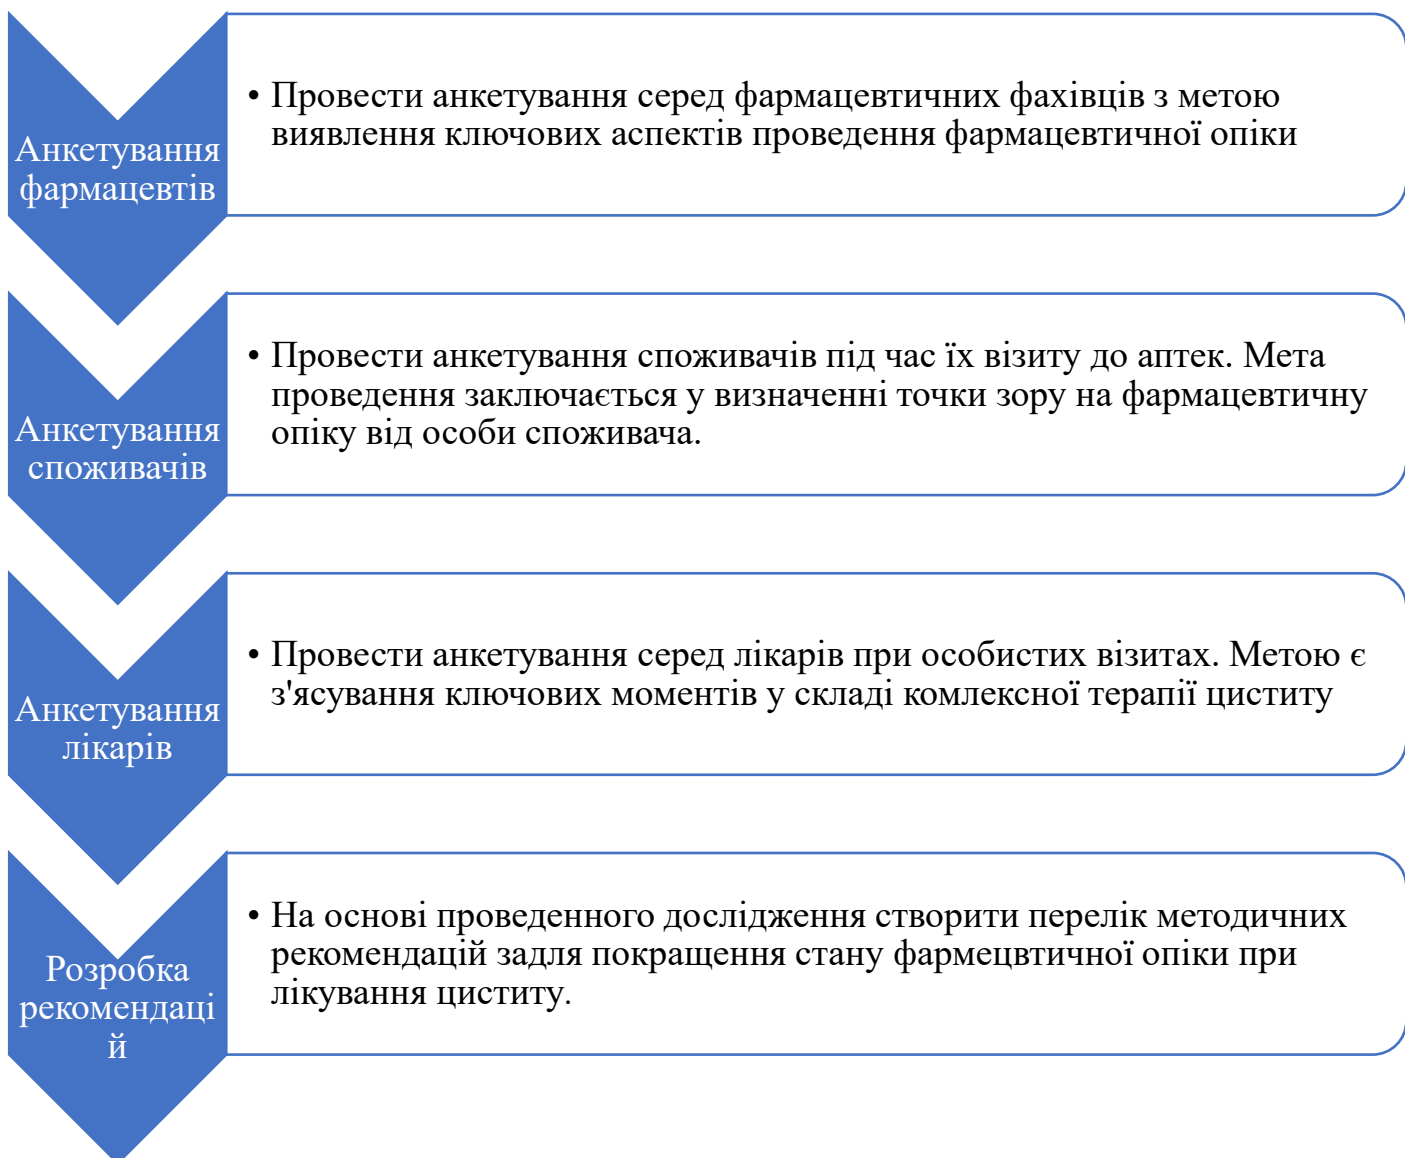 Анкетування
фармацевтів
• Провести анкетування серед фармацевтичних фахівців з метою
виявлення ключових аспектів проведення фармацевтичної опіки
Анкетування
споживачів
• Провести анкетування споживачів під час їх візиту до аптек. Мета
проведення заключається у визначенні точки зору на фармацевтичну
опіку від особи споживача.
Анкетування
лікарів
• Провести анкетування серед лікарів при особистих візитах. Метою є
з'ясування ключових моментів у складі комлексної терапії циститу
Розробка
рекомендаці
й
• На основі проведенного дослідження створити перелік методичних
рекомендацій задля покращення стану фармецвтичної опіки при
лікування циститу.